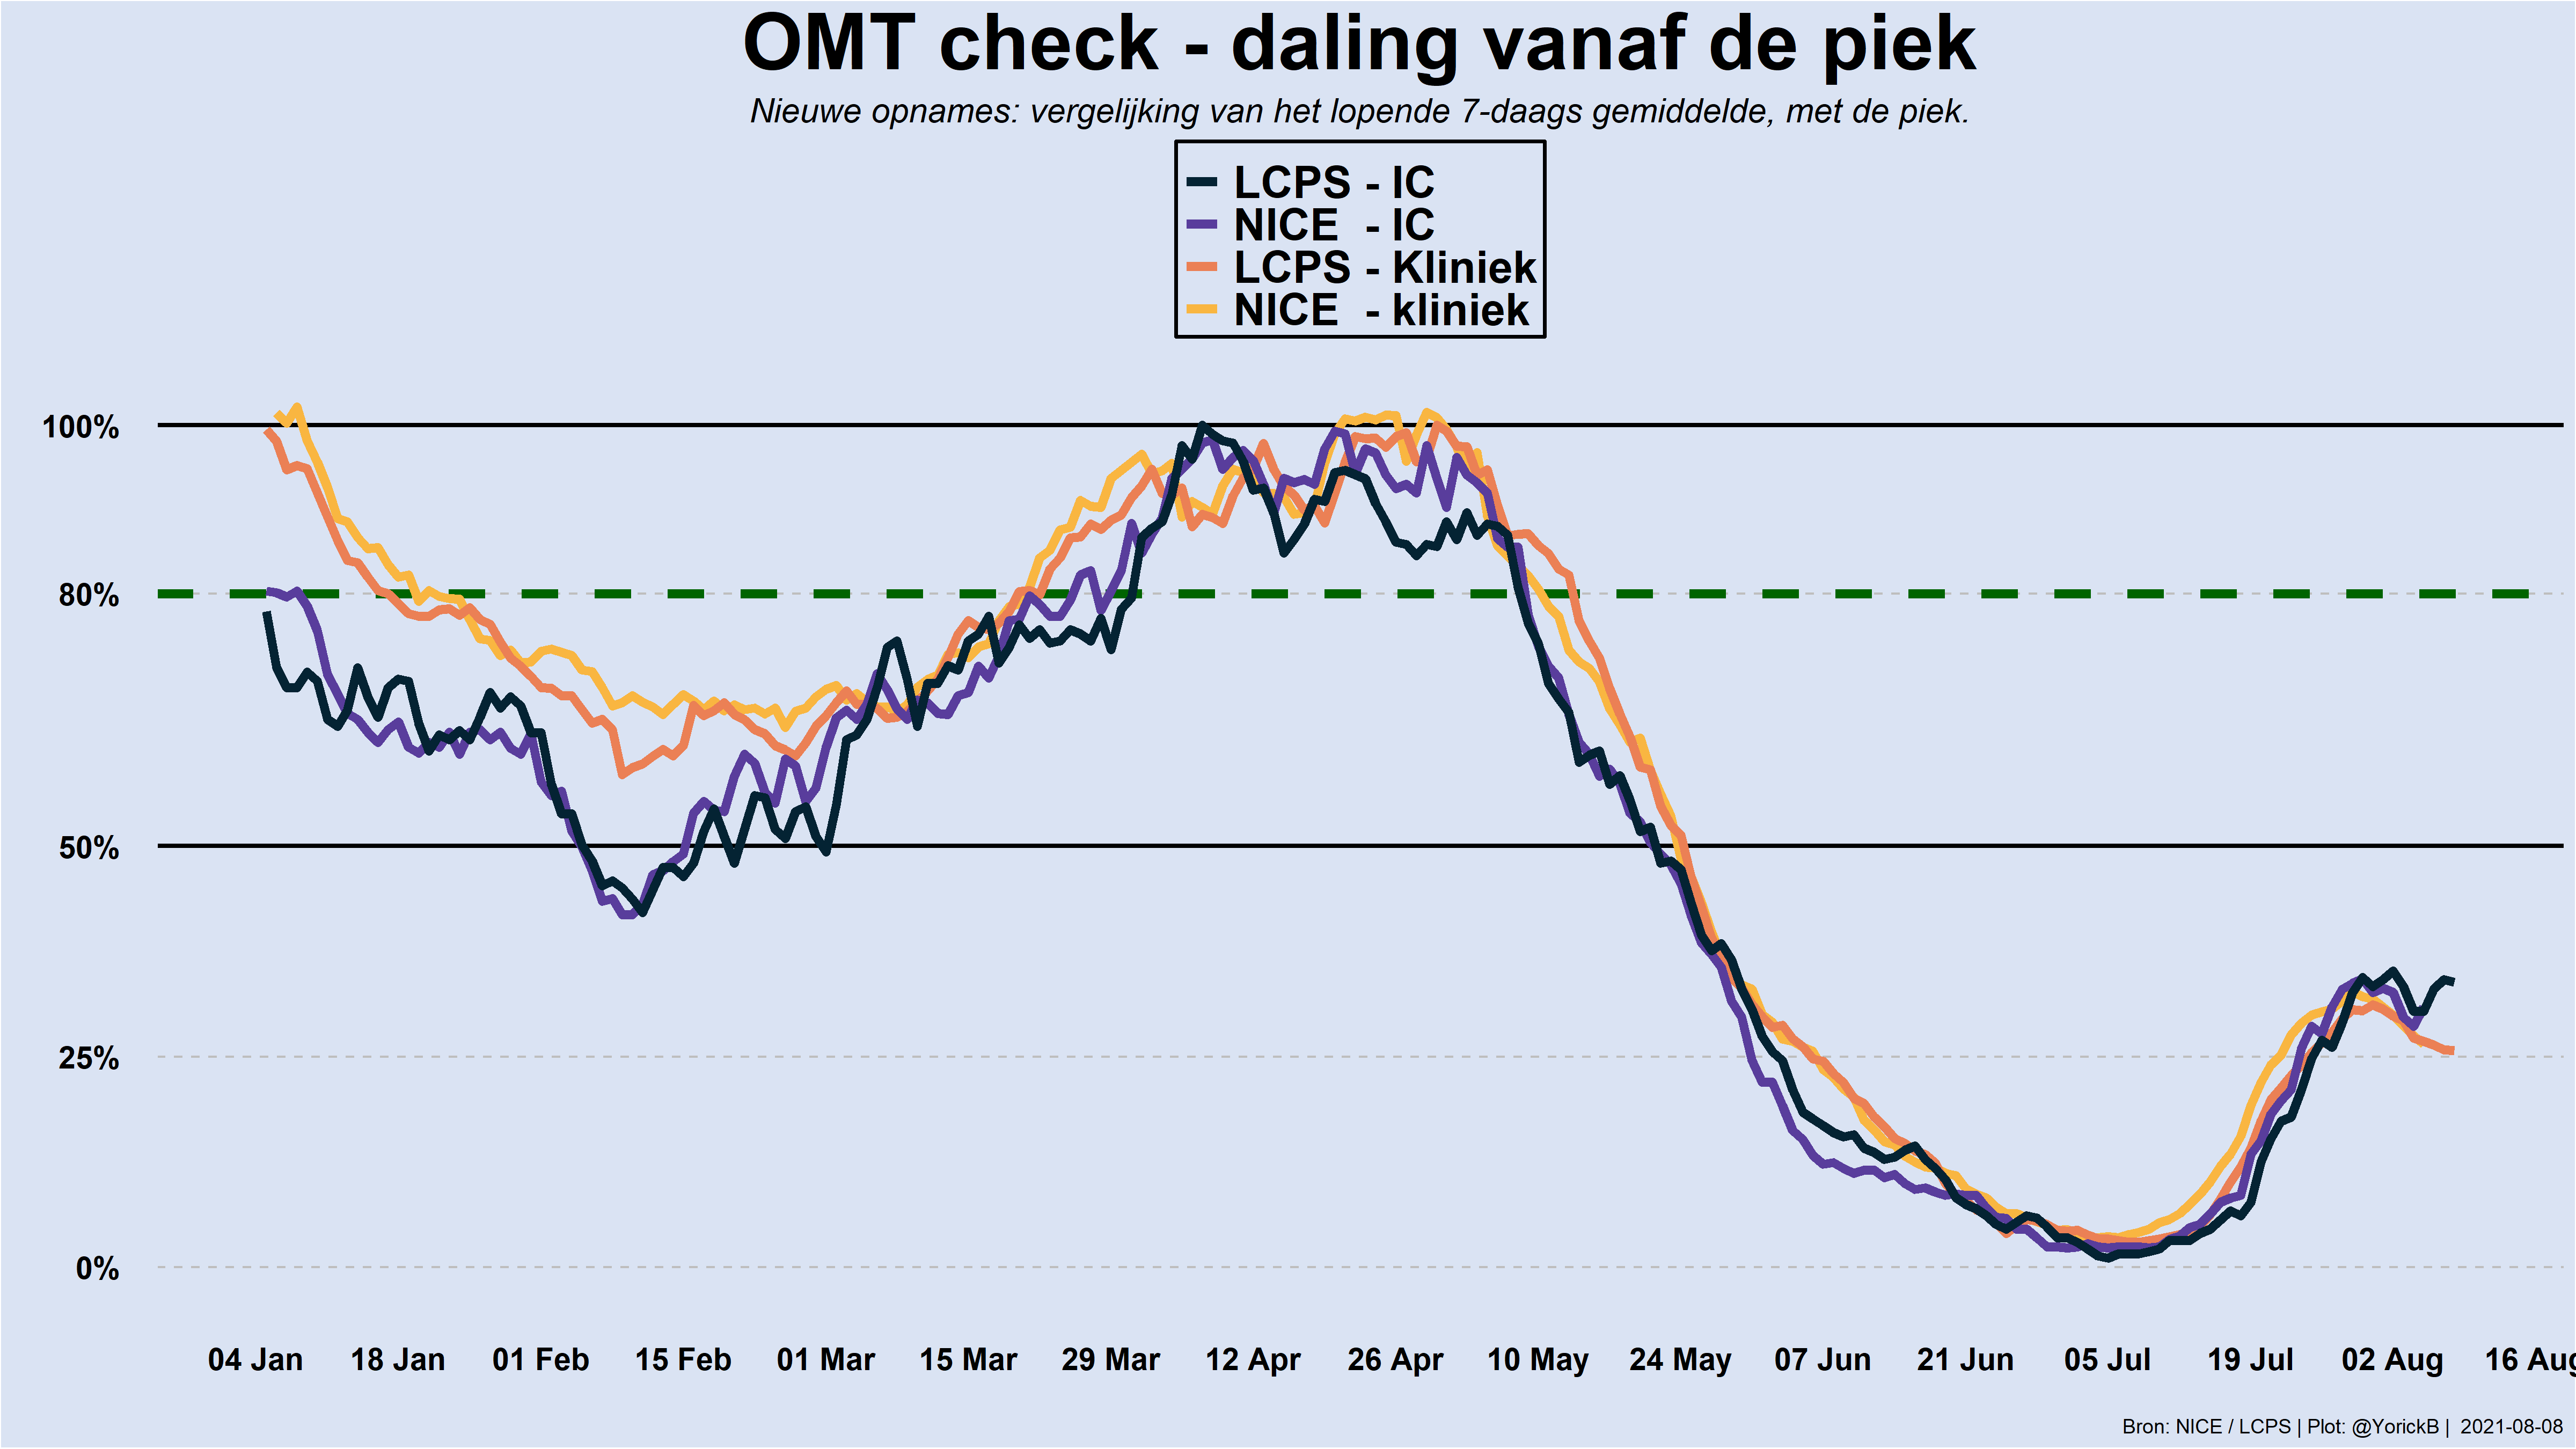 OMT check - daling vanaf de piek
Nieuwe opnames: vergelijking van het lopende 7-daags gemiddelde, met de piek.
LCPS - IC
NICE - IC
LCPS - Kliniek
NICE - kliniek
100%
80%
50%
25%
0%
04 Jan 18 Jan 01 Feb 15 Feb 01 Mar 15 Mar 29 Mar 12 Apr 26 Apr 10 May 24 May 07 Jun 21 Jun 05 Jul 19 Jul 02 Aug 16 Aug
Bron: NICE / LCPS | Plot: @YorickB | 2021-08-08